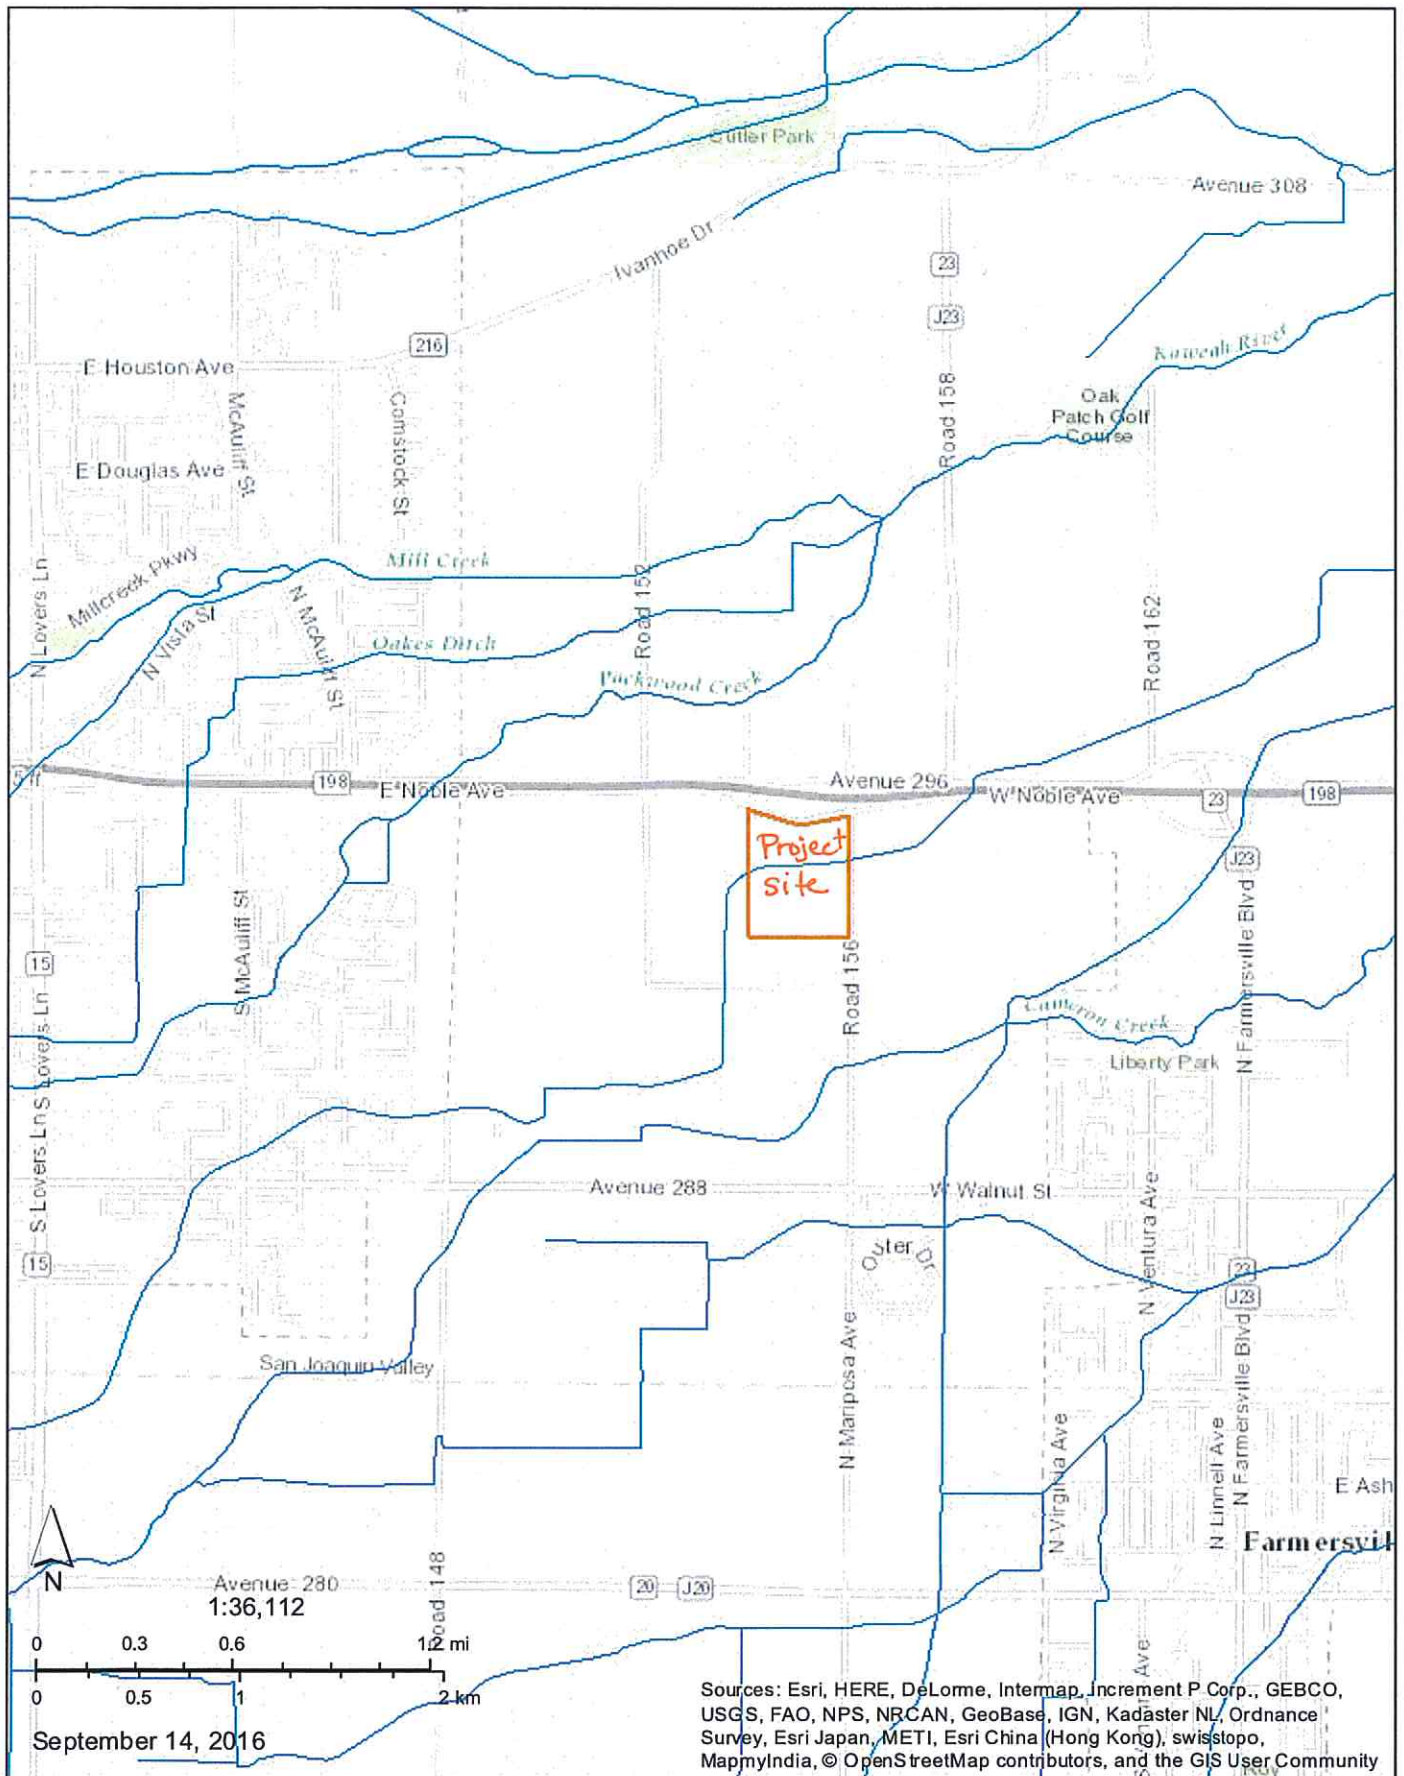 Cutler Park
Avenue 308
Ivanhoe Dr
23
J23
216
E Houston Ave
Kaweah River
McAuliff St
Comstock St
Road 158
Oak
Patch Golf
Course
E Douglas Ave
Mill Creek
Millcreek Pkwy
N Lovers Ln
N Vista St
N McAuliff St
Oakes Ditch
Road 152
Packwood Creek
Road 162
198
E Noble Ave
Avenue 296
W Noble Ave
23
198
Project
site
J23
S McAuliff St
N Farmersville Blvd
15
Road 156
Cameron Creek
Liberty Park
S Lovers Ln
S Lovers Ln
Avenue 288
W Walnut St
N Ventura Ave
15
Outer Dr
23
J23
San Joaquin Valley
N Mariposa Ave
N Virginia Ave
N Linnell Ave
N Farmersville Blvd
E Ash
Farmersvil
N
Avenue 280
Road 148
20
J20
1:36,112
0 0.3 0.6 1.2 mi
0 0.5 1 2 km
September 14, 2016
Sources: Esri, HERE, DeLorme, Intermap, increment P Corp., GEBCO,
USGS, FAO, NPS, NRCAN, GeoBase, IGN, Kadaster NL, Ordnance
Survey, Esri Japan, METI, Esri China (Hong Kong), swisstopo,
MapmyIndia, © OpenStreetMap contributors, and the GIS User Community